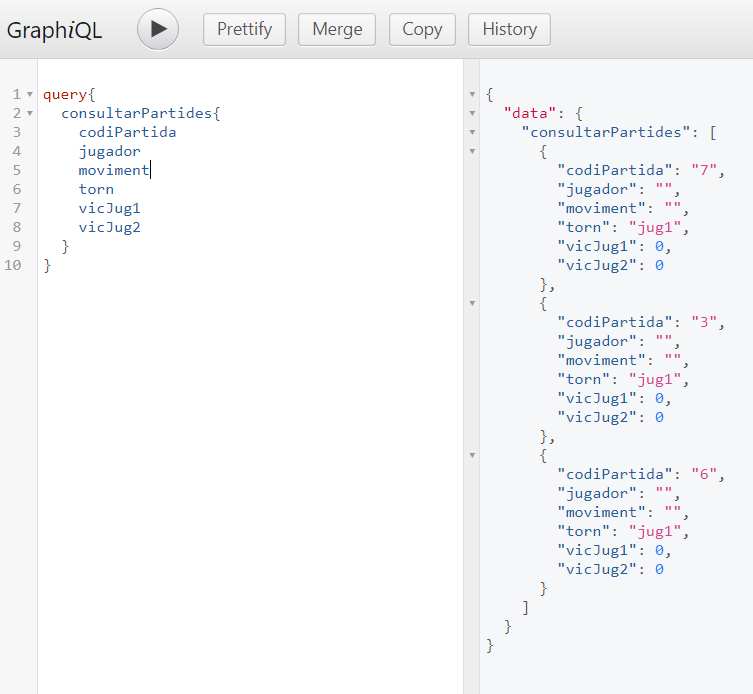 GraphiQL Prettify Merge Copy History
1 query{
2 consultarPartides{
3 codiPartida
4 jugador
5 moviment
6 torn
7 vicJug1
8 vicJug2
9 }
10 }
{
"data": {
"consultarPartides": [
{
"codiPartida": "7",
"jugador": "",
"moviment": "",
"torn": "jug1",
"vicJug1": 0,
"vicJug2": 0
},
{
"codiPartida": "3",
"jugador": "",
"moviment": "",
"torn": "jug1",
"vicJug1": 0,
"vicJug2": 0
},
{
"codiPartida": "6",
"jugador": "",
"moviment": "",
"torn": "jug1",
"vicJug1": 0,
"vicJug2": 0
}
]
}
}